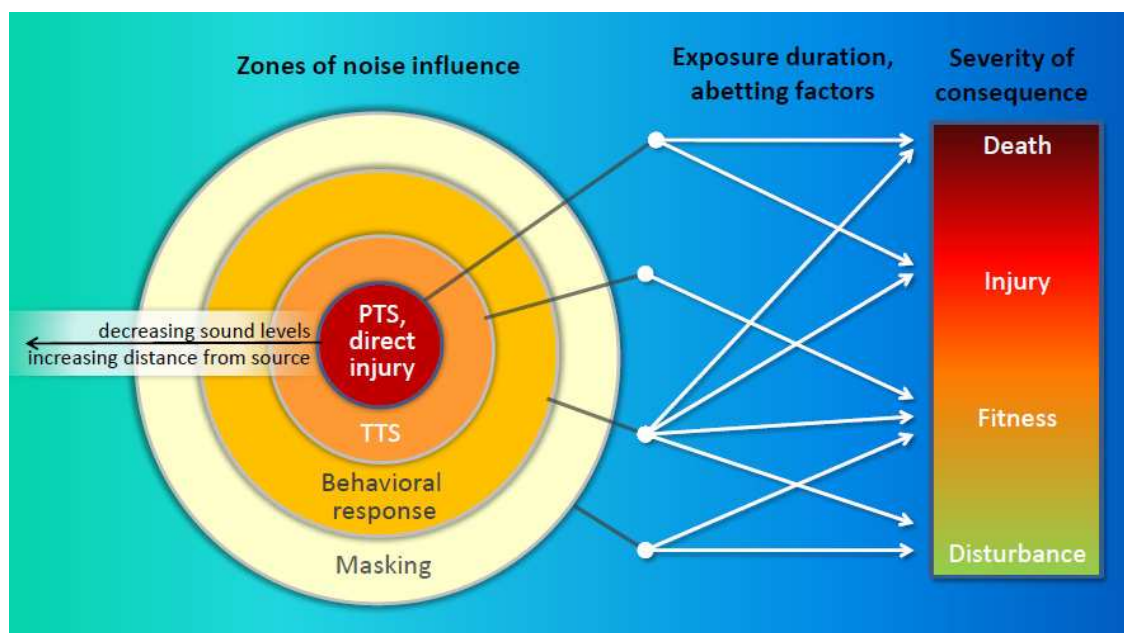 Zones of noise influence
Exposure duration,
abetting factors
Severity of
consequence
decreasing sound levels
increasing distance from source
PTS,
direct
injury
TTS
Behavioral
response
Masking
Death
Injury
Fitness
Disturbance